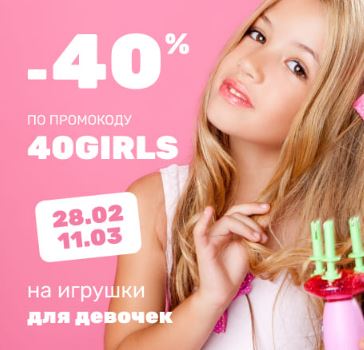 -40%
ПО ПРОМОКОДУ
40GIRLS
28.02
11.03
на игрушки
для девочек